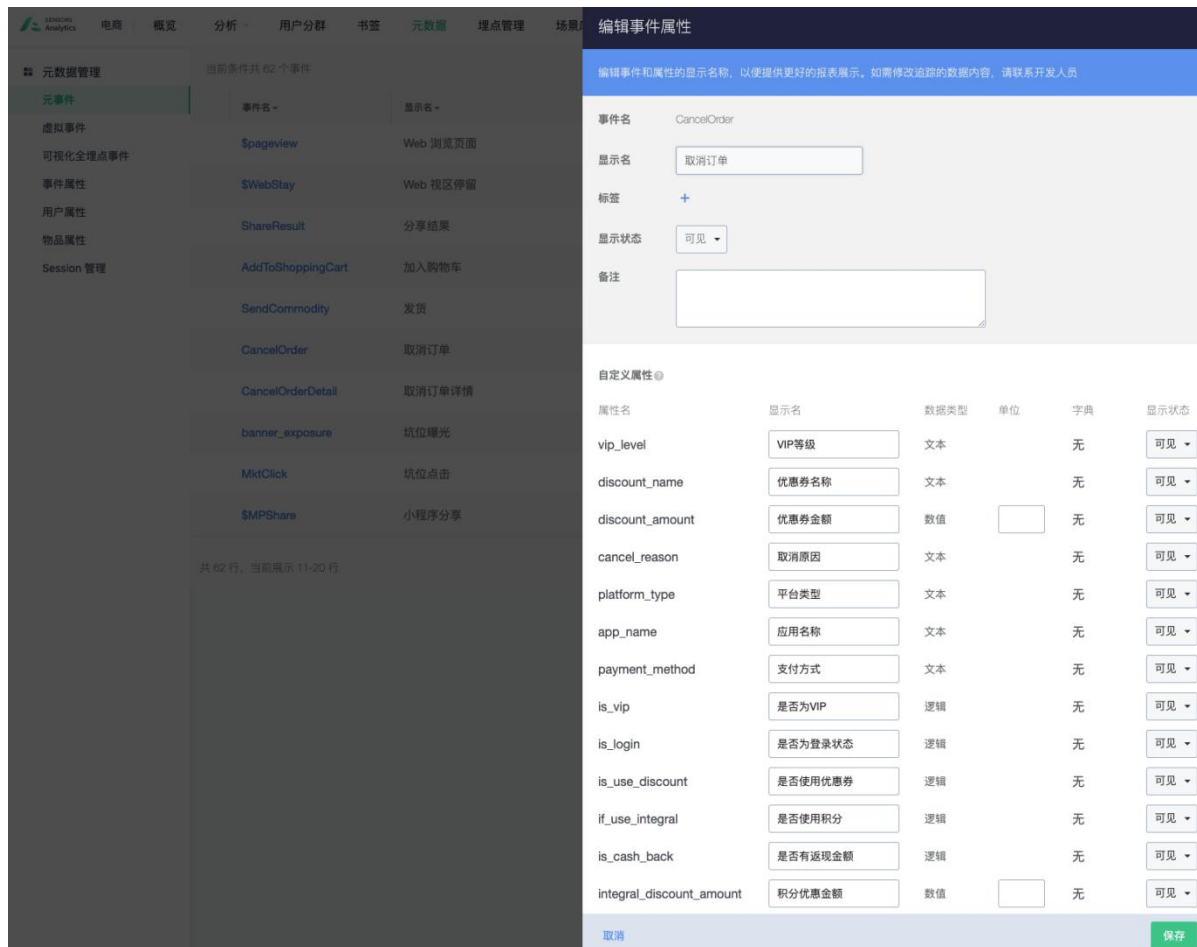 SENSORS
Analytics 电商 概览 分析 用户分群 书签 元数据 埋点管理
元数据管理
元事件
虚拟事件
可视化全埋点事件
事件属性
用户属性
物品属性
Session 管理
当前条件共 62 个事件
事件名 显示名
$pageview Web 浏览页面
$WebStay Web 视区停留
ShareResult 分享结果
AddToShoppingCart 加入购物车
SendCommodity 发货
CancelOrder 取消订单
CancelOrderDetail 取消订单详情
banner_exposure 坑位曝光
MktClick 坑位点击
$MPShare 小程序分享
共 62 行，当前展示 11-20 行
编辑事件属性
编辑事件和属性的显示名称，以便提供更好的报表展示。如需修改追踪的数据内容，请联系开发人员
事件名 CancelOrder
显示名 取消订单
标签 +
显示状态 可见
备注
自定义属性
属性名 显示名 数据类型 单位 字典 显示状态
vip_level VIP等级 文本 无 可见
discount_name 优惠券名称 文本 无 可见
discount_amount 优惠券金额 数值 无 可见
cancel_reason 取消原因 文本 无 可见
platform_type 平台类型 文本 无 可见
app_name 应用名称 文本 无 可见
payment_method 支付方式 文本 无 可见
is_vip 是否为VIP 逻辑 无 可见
is_login 是否为登录状态 逻辑 无 可见
is_use_discount 是否使用优惠券 逻辑 无 可见
if_use_integral 是否使用积分 逻辑 无 可见
is_cash_back 是否有返现金额 逻辑 无 可见
integral_discount_amount 积分优惠金额 数值 无 可见
取消 保存